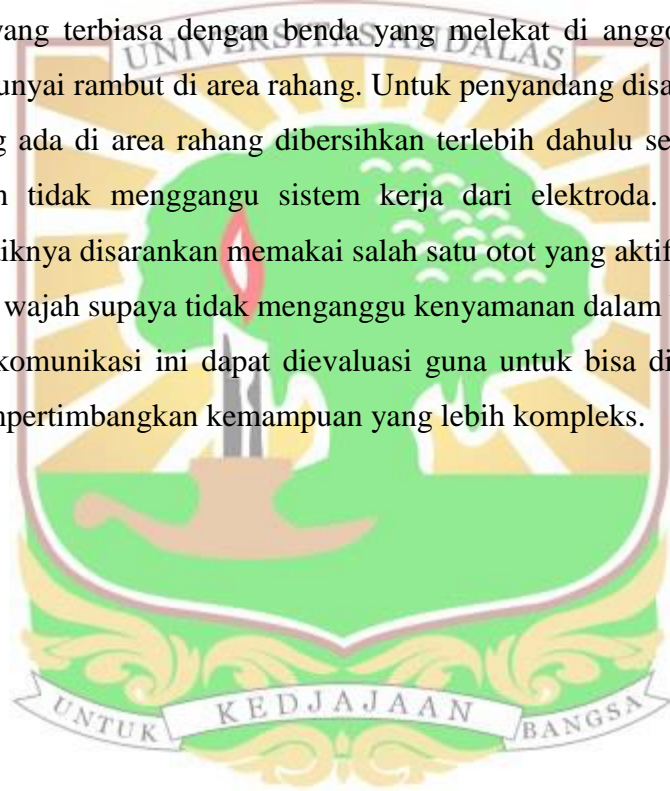 yang terbiasa dengan benda yang melekat di anggo
UNIVERSITAS ANDALAS
unyai rambut di area rahang. Untuk penyandang disa
g ada di area rahang dibersihkan terlebih dahulu se
n tidak menggangu sistem kerja dari elektroda.
iknya disarankan memakai salah satu otot yang aktif
wajah supaya tidak menganggu kenyamanan dalam
komunikasi ini dapat dievaluasi guna untuk bisa di
npertimbangkan kemampuan yang lebih kompleks.
UNTUK KEDJAJAAN BANGSA